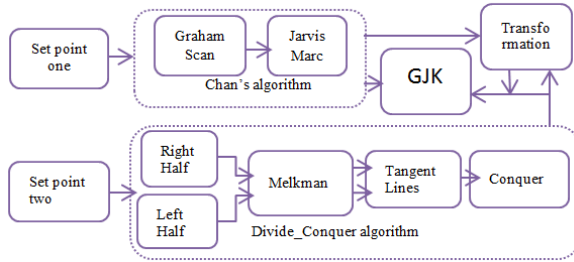 Set point
one
Graham
Scan
Jarvis
Marc
Chan's algorithm
Transfo
rmation
GJK
Set point
two
Right
Half
Left
Half
Melkman
Tangent
Lines
Conquer
Divide_Conquer algorithm